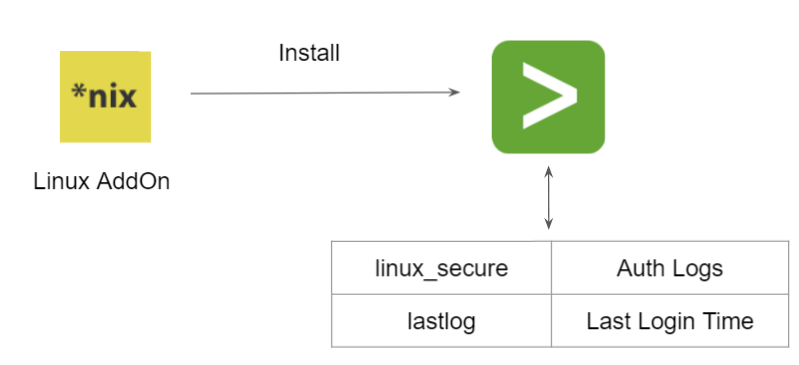 Install
*nix
>
Linux AddOn
linux_secure Auth Logs
lastlog Last Login Time